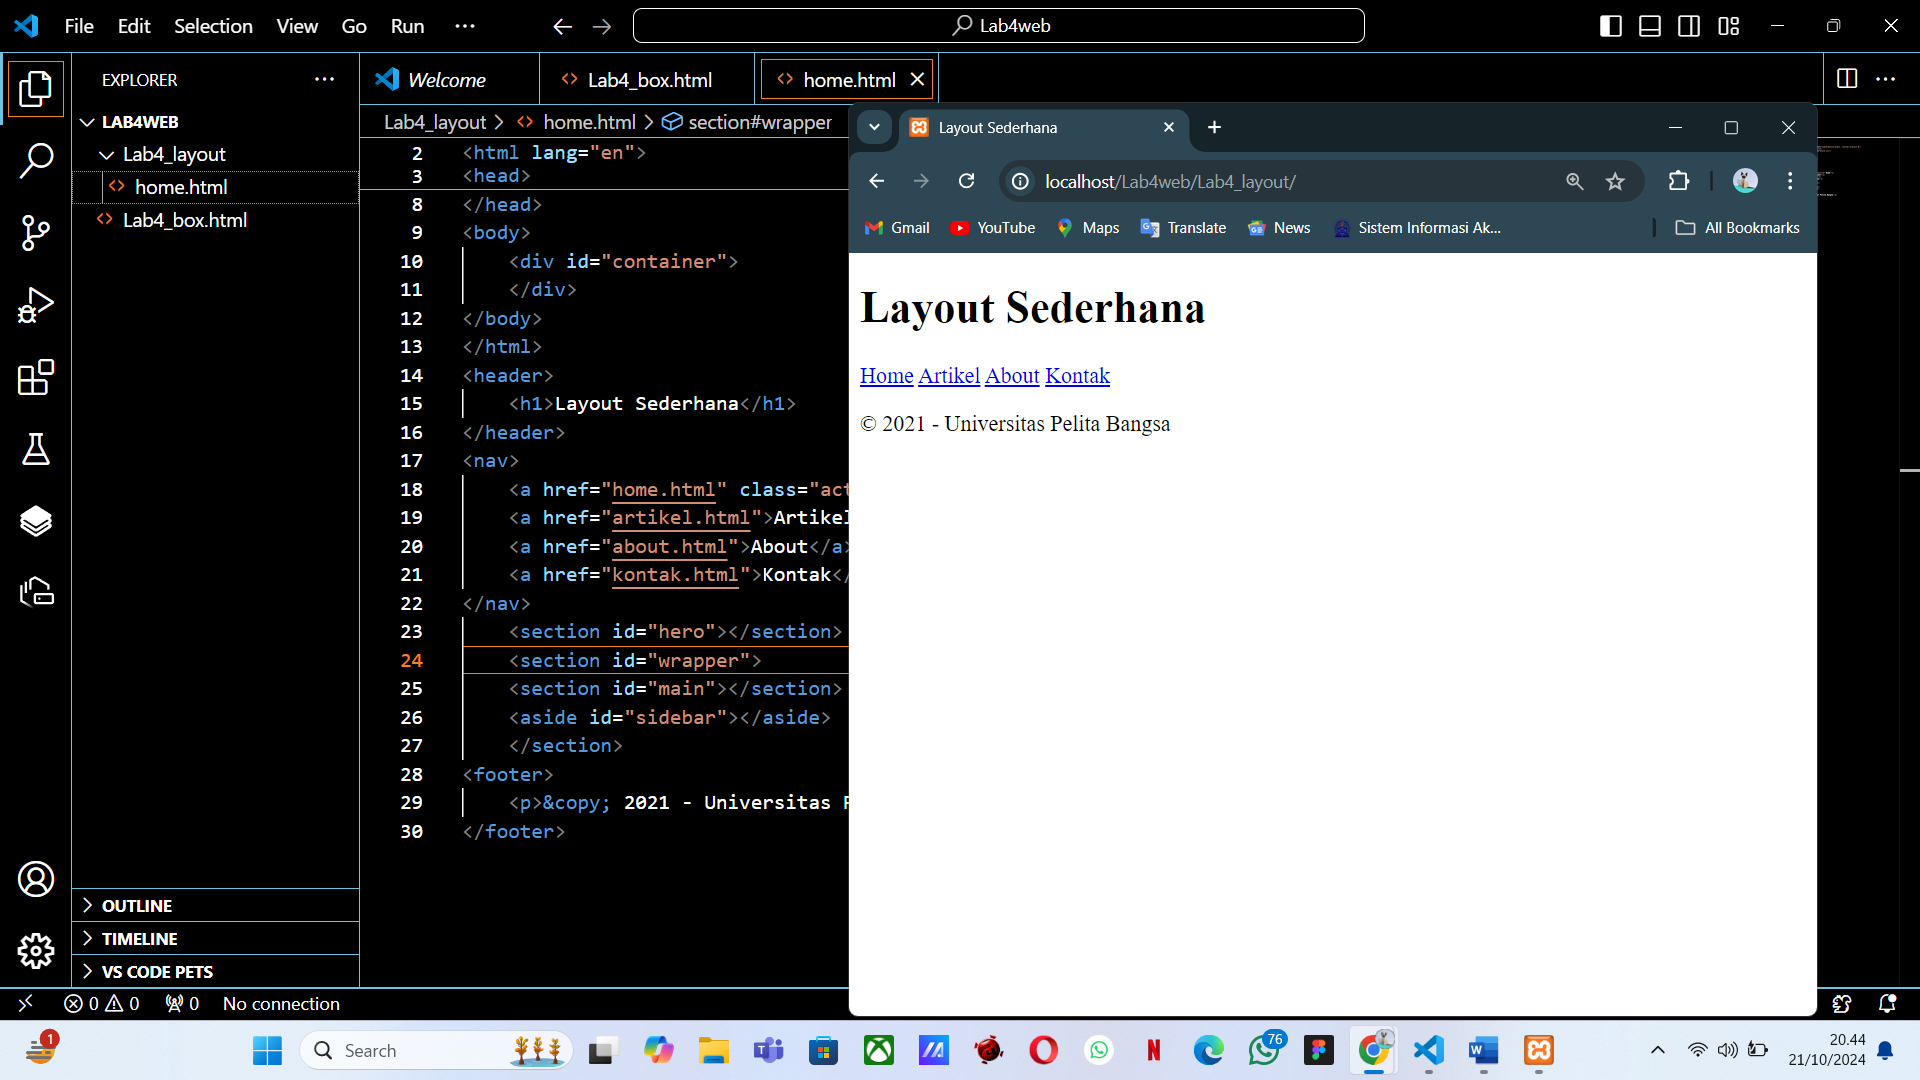 File Edit Selection View Go Run ···
Lab4web
EXPLORER
LAB4WEB
Lab4_layout
home.html
Lab4_box.html
OUTLINE
TIMELINE
VS CODE PETS
Welcome
Lab4_box.html
home.html
Lab4_layout > home.html > section#wrapper
2 <html lang="en">
3 <head>
8 </head>
9 <body>
10 <div id="container">
11 </div>
12 </body>
13 </html>
14 <header>
15 <h1>Layout Sederhana</h1>
16 </header>
17 <nav>
18 <a href="home.html" class="act
19 <a href="artikel.html">Artikel
20 <a href="about.html">About</a>
21 <a href="kontak.html">Kontak</
22 </nav>
23 <section id="hero"></section>
24 <section id="wrapper">
25 <section id="main"></section>
26 <aside id="sidebar"></aside>
27 </section>
28 <footer>
29 <p>&copy; 2021 - Universitas P
30 </footer>
Layout Sederhana
localhost/Lab4web/Lab4_layout/
Gmail YouTube Maps Translate News Sistem Informasi Ak... All Bookmarks
Layout Sederhana
Home Artikel About Kontak
© 2021 - Universitas Pelita Bangsa
0 0 0 No connection
1
Search
76
20.44
21/10/2024